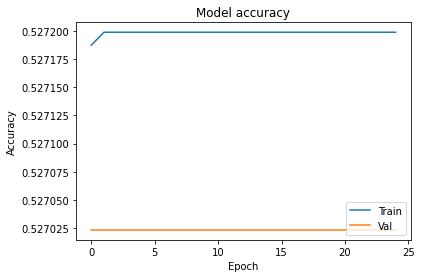 Model accuracy
0.527200
0.527175
0.527150
0.527125
0.527100
0.527075
0.527050
0.527025
Accuracy
Train
Val
0 5 10 15 20 25
Epoch